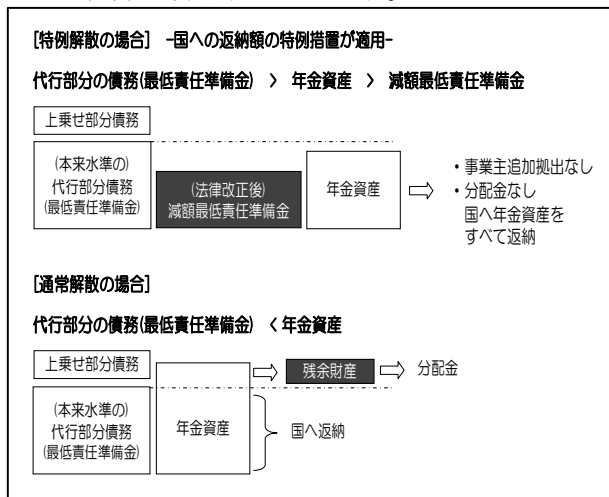 [特例解散の場合] -国への返納額の特例措置が適用-
代行部分の債務(最低責任準備金) > 年金資産 > 減額最低責任準備金
上乗せ部分債務
(本来水準の)
代行部分債務
(最低責任準備金)
(法律改正後)
減額最低責任準備金
年金資産
・事業主追加拠出なし
・分配金なし
国へ年金資産を
すべて返納
[通常解散の場合]
代行部分の債務(最低責任準備金) < 年金資産
上乗せ部分債務
(本来水準の)
代行部分債務
(最低責任準備金)
年金資産
残余財産
分配金
国へ返納